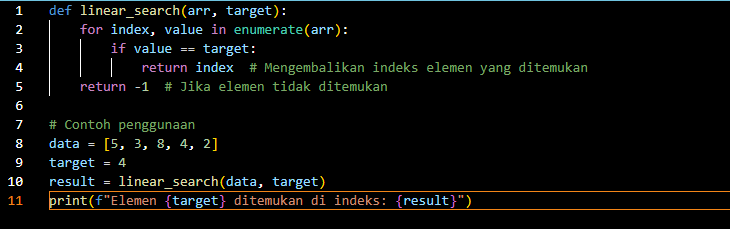 1 def linear_search(arr, target):
2     for index, value in enumerate(arr):
3         if value == target:
4             return index  # Mengembalikan indeks elemen yang ditemukan
5     return -1  # Jika elemen tidak ditemukan
6
7 # Contoh penggunaan
8 data = [5, 3, 8, 4, 2]
9 target = 4
10 result = linear_search(data, target)
11 print(f"Elemen {target} ditemukan di indeks: {result}")